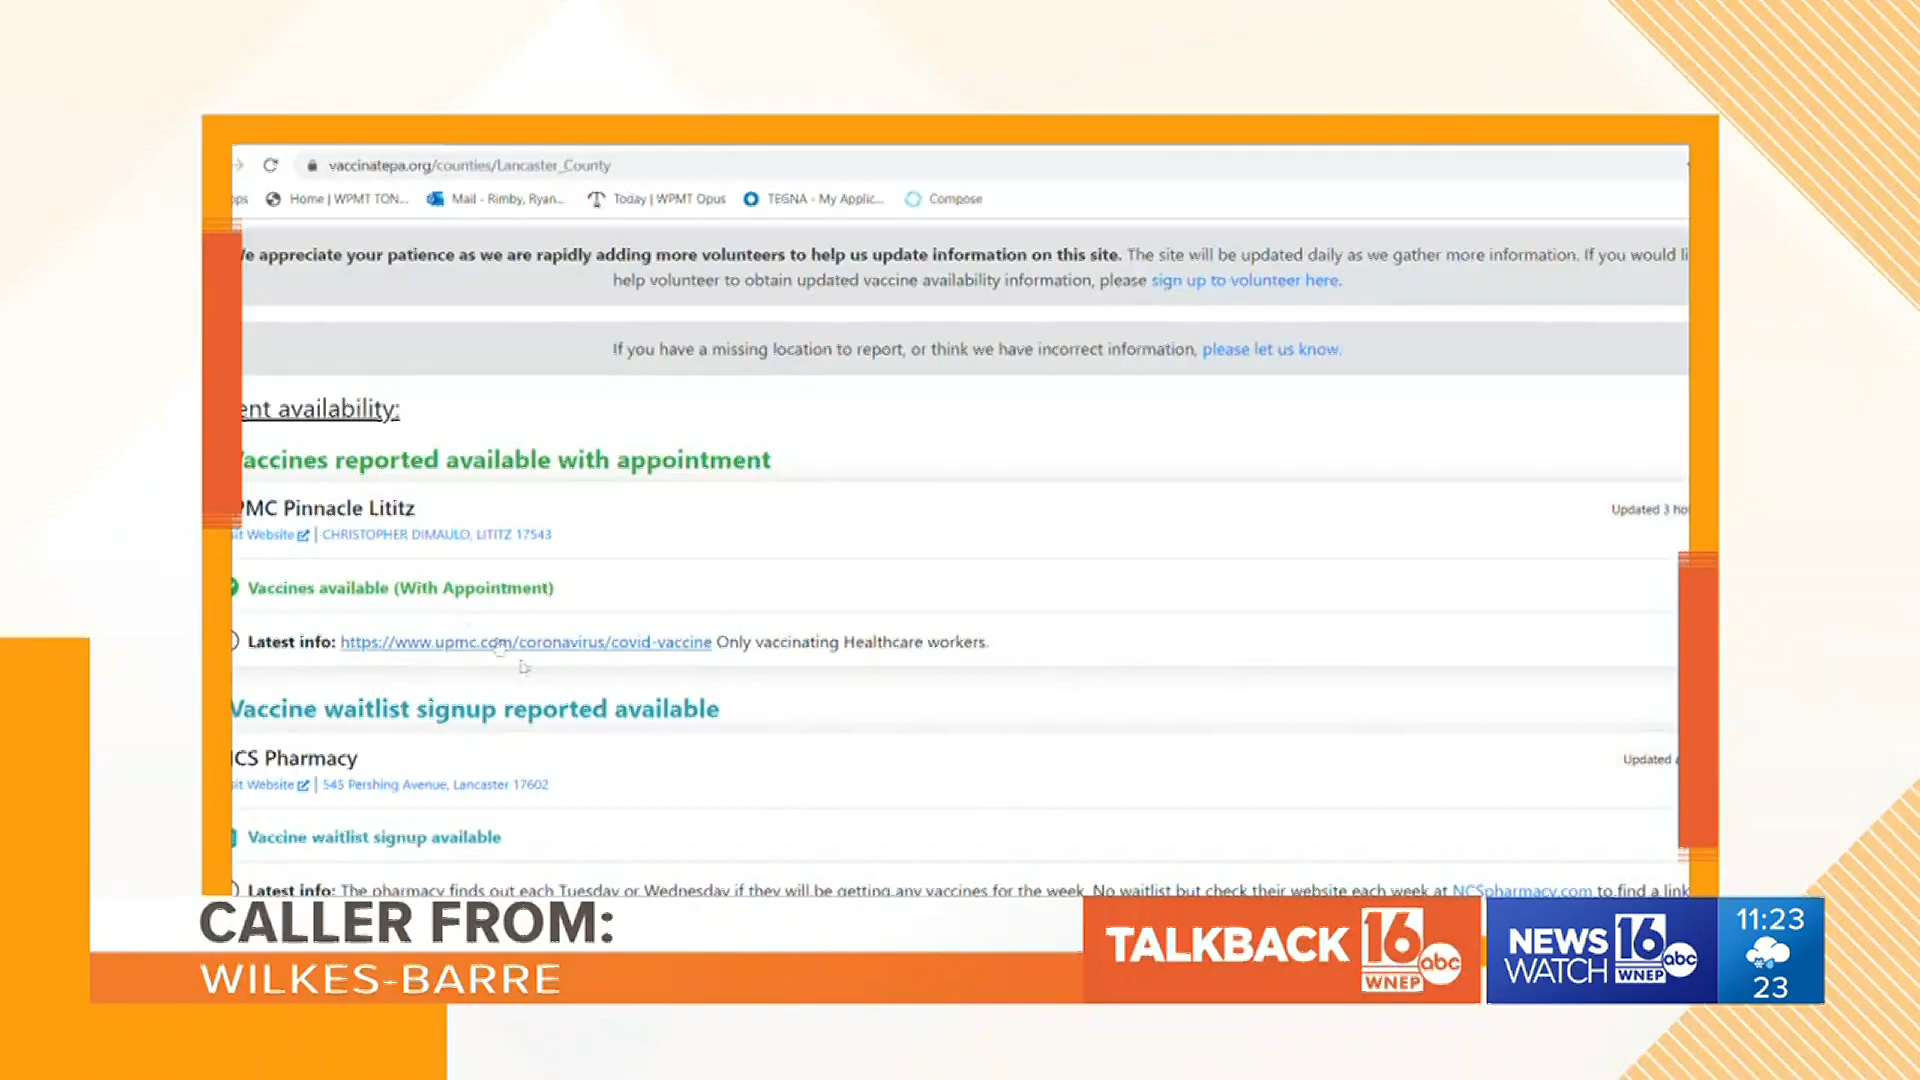 vaccinatepa.org/counties/Lancaster_County
ps Home | WPMT TON... Mail - Rimby, Ryan... Today | WPMT Opus TEGNA - My Applic... Compose
e appreciate your patience as we are rapidly adding more volunteers to help us update information on this site. The site will be updated daily as we gather more information. If you would li
help volunteer to obtain updated vaccine availability information, please sign up to volunteer here.
If you have a missing location to report, or think we have incorrect information, please let us know.
ent availability:
accines reported available with appointment
PMC Pinnacle Lititz Updated 3 ho
it Website | CHRISTOPHER DIMAULO, LITITZ 17543
Vaccines available (With Appointment)
Latest info: https://www.upmc.com/coronavirus/covid-vaccine Only vaccinating Healthcare workers.
Vaccine waitlist signup reported available
CS Pharmacy Updated
it Website | 545 Pershing Avenue, Lancaster 17602
Vaccine waitlist signup available
Latest info: The pharmacy finds out each Tuesday or Wednesday if they will be getting any vaccines for the week. No waitlist but check their website each week at NCSpharmacy.com to find a link
CALLER FROM:
WILKES-BARRE
TALKBACK 16 WNEP abc
NEWS WATCH 16 WNEP abc
11:23
23